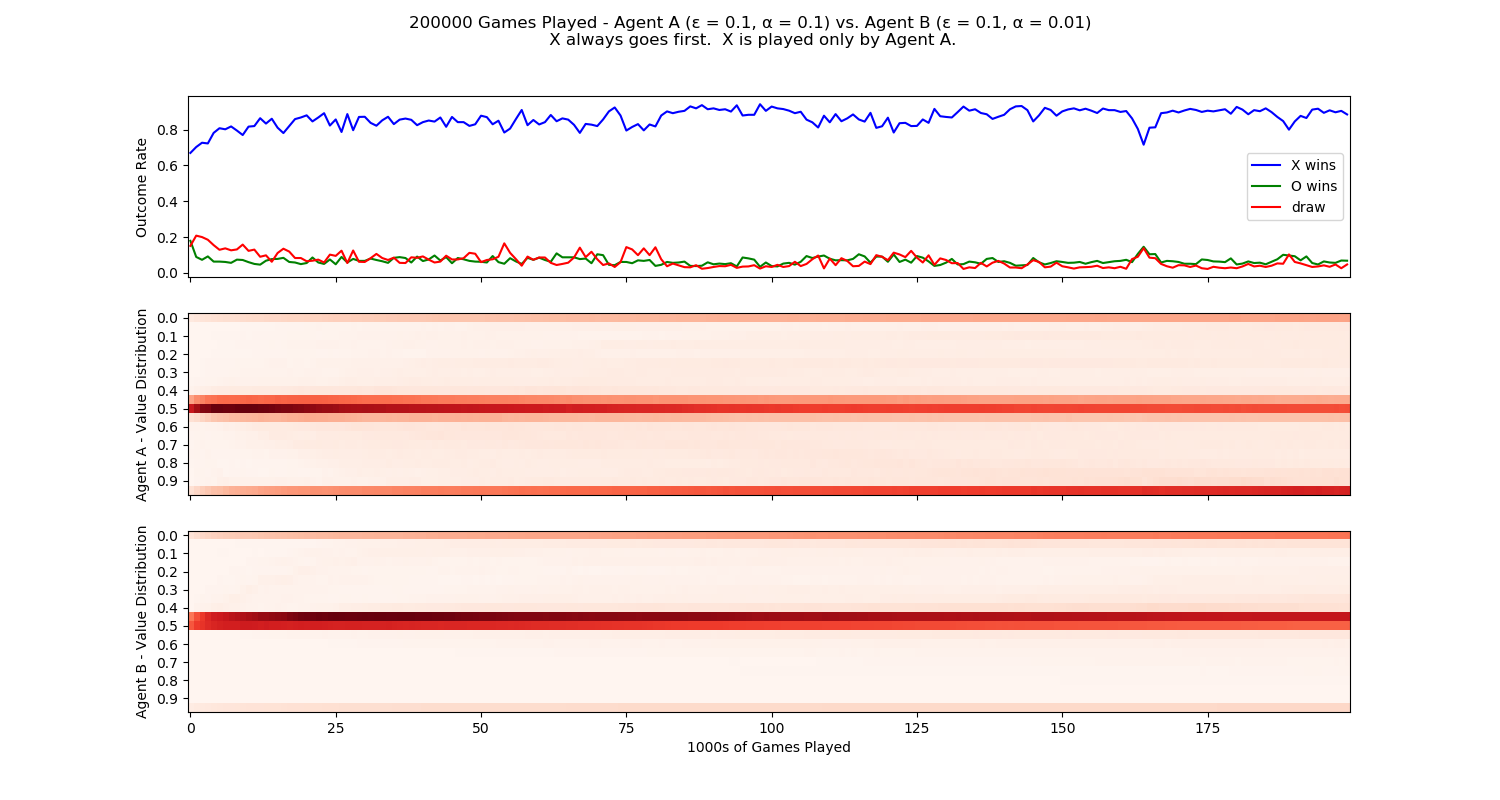 200000 Games Played - Agent A (ε = 0.1, α = 0.1) vs. Agent B (ε = 0.1, α = 0.01)
X always goes first.  X is played only by Agent A.
Outcome Rate
0.8
0.6
0.4
0.2
0.0
X wins
O wins
draw
Agent A - Value Distribution
0.0
0.1
0.2
0.3
0.4
0.5
0.6
0.7
0.8
0.9
Agent B - Value Distribution
0.0
0.1
0.2
0.3
0.4
0.5
0.6
0.7
0.8
0.9
0 25 50 75 100 125 150 175
1000s of Games Played